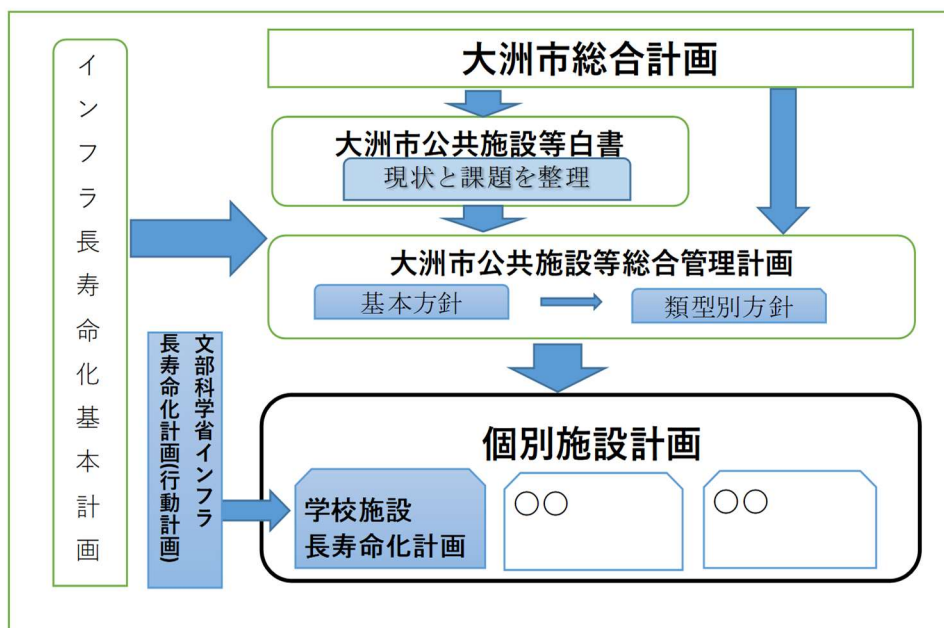 インフラ長寿命化基本計画
大洲市総合計画
大洲市公共施設等白書
現状と課題を整理
大洲市公共施設等総合管理計画
基本方針
類型別方針
文部科学省インフラ
長寿命化計画(行動計画)
個別施設計画
学校施設
長寿命化計画
○○
○○